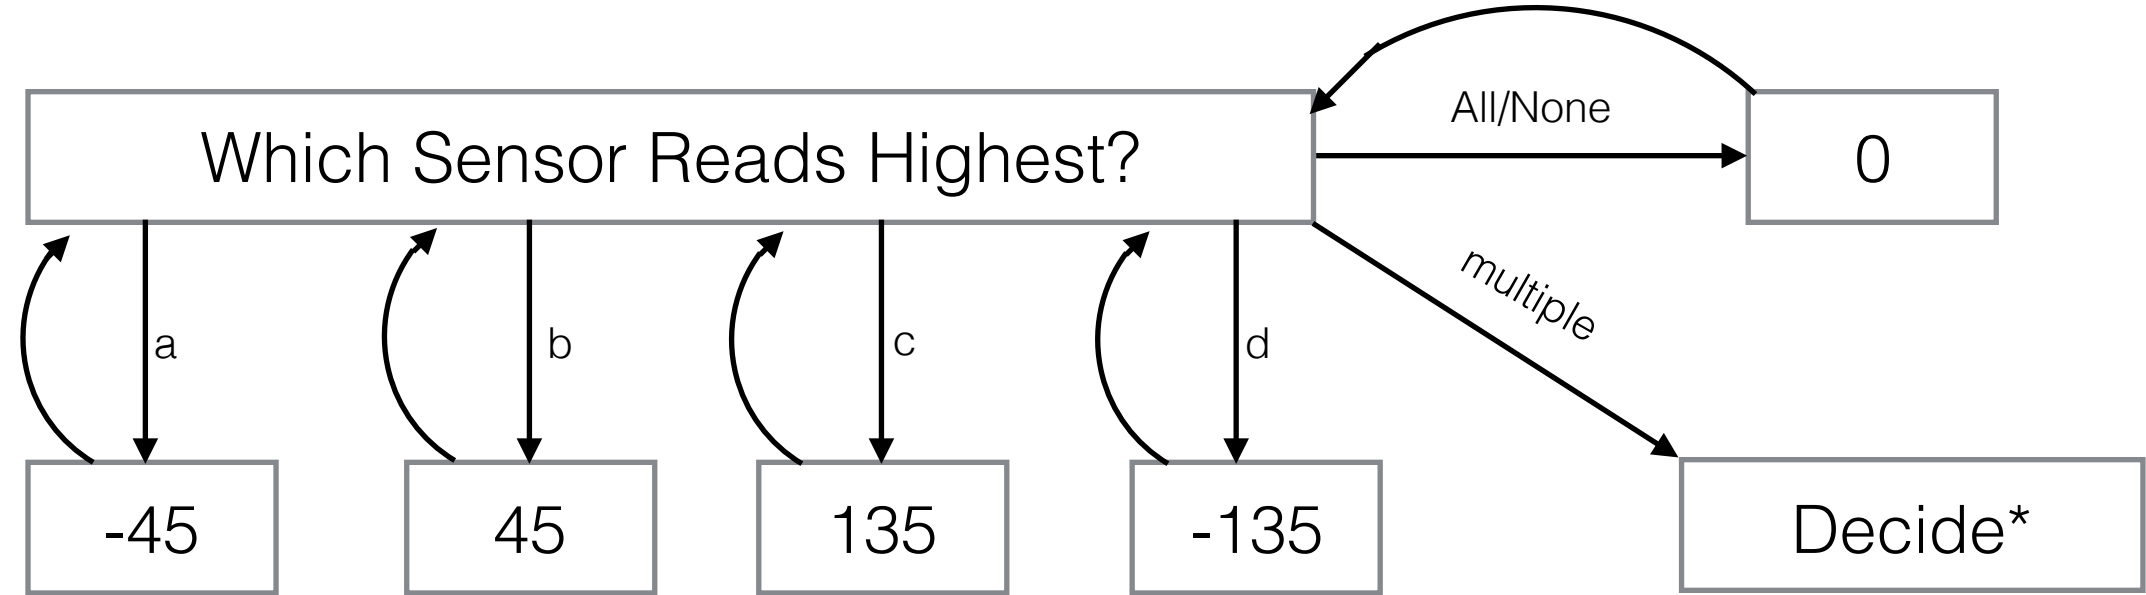 All/None
Which Sensor Reads Highest?
0
multiple
a
b
c
d
-45
45
135
-135
Decide*